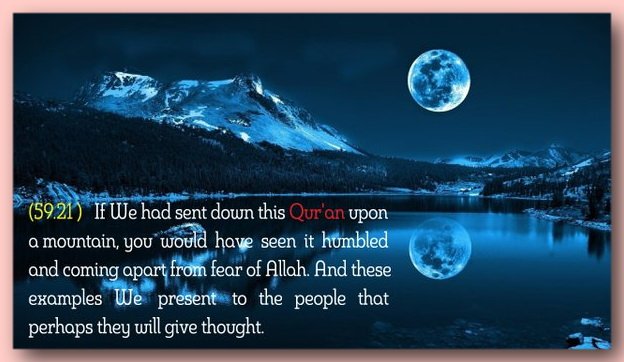 (59:21) If We had sent down this Qur'an upon
a mountain, you would have seen it humbled
and coming apart from fear of Allah. And these
examples We present to the people that
perhaps they will give thought.